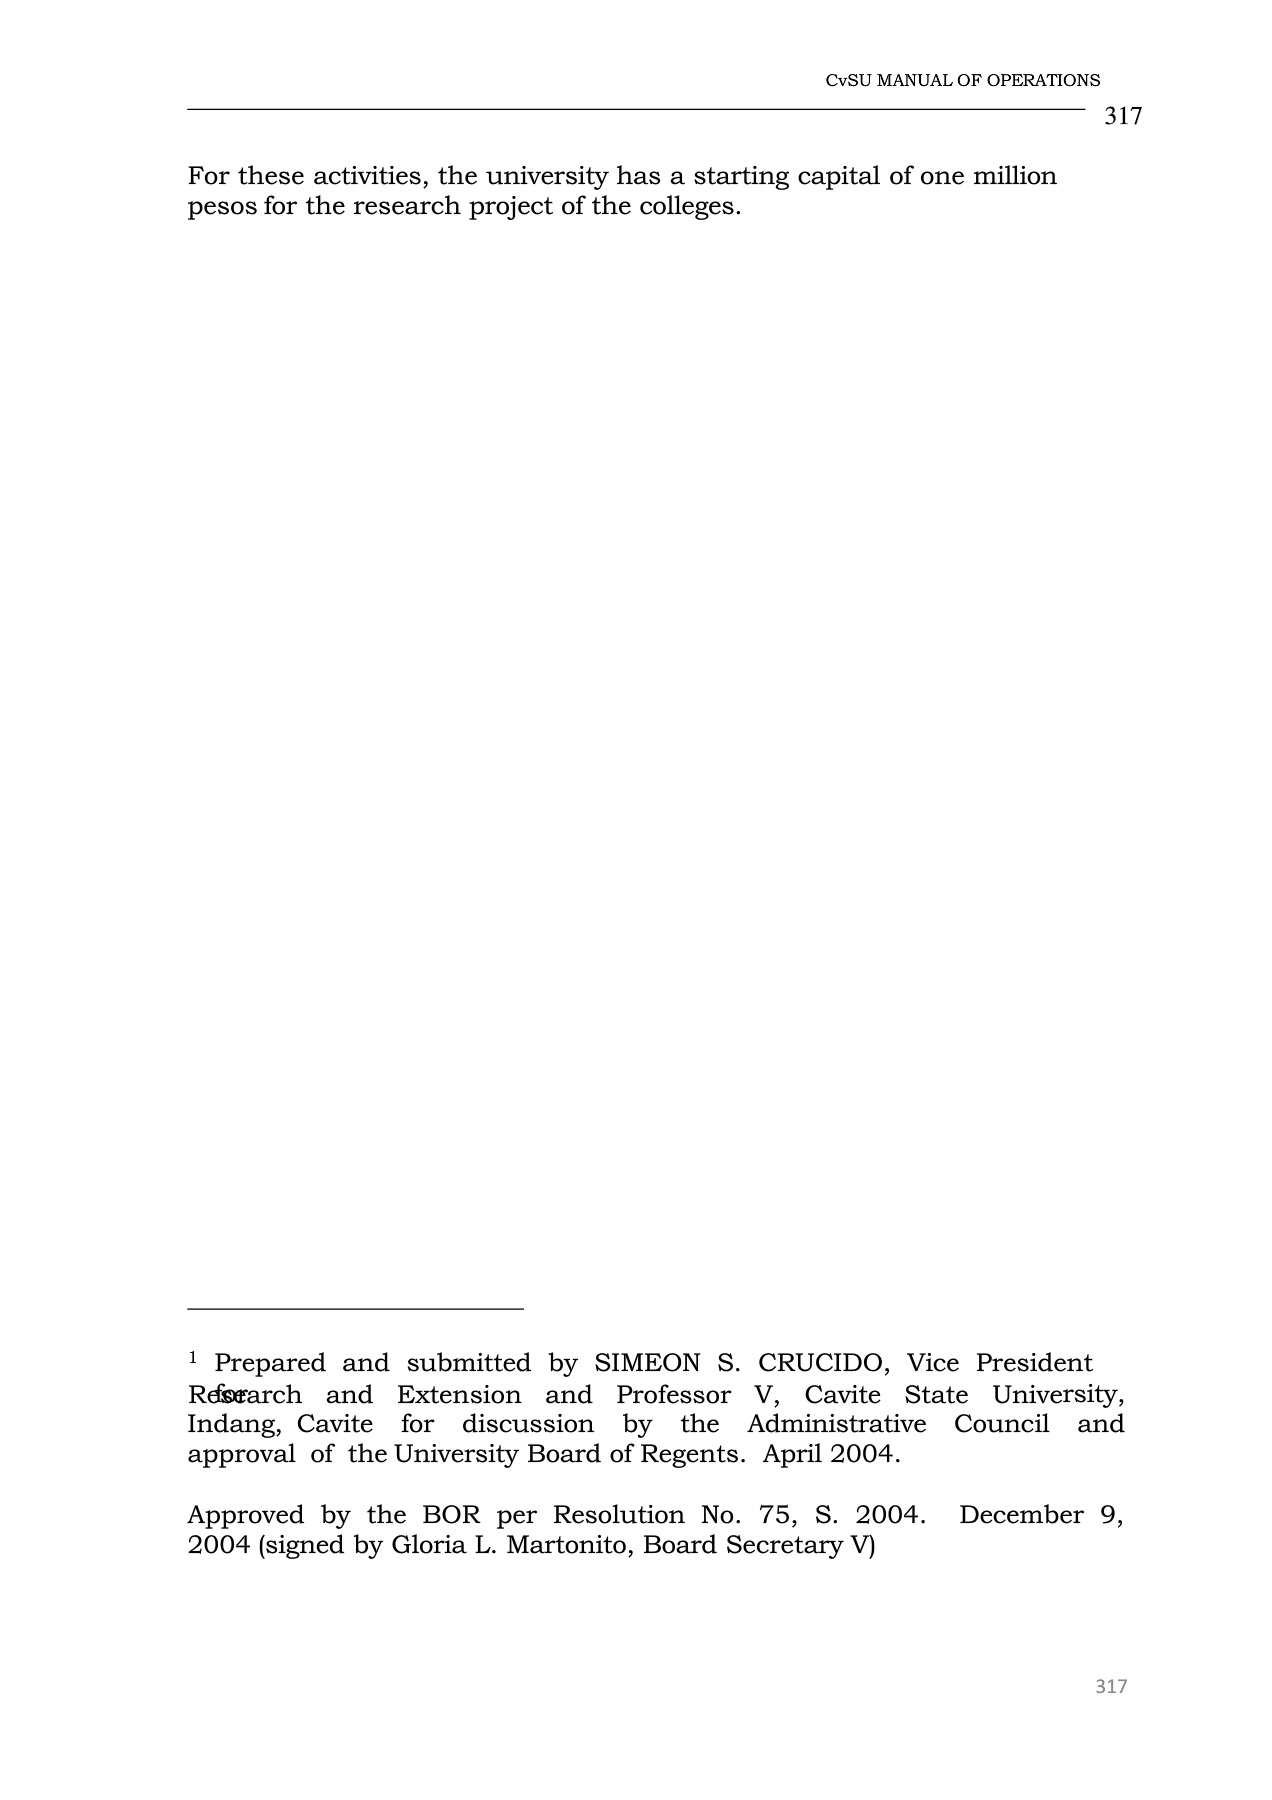 CvSU MANUAL OF OPERATIONS
317
For these activities, the university has a starting capital of one million
pesos for the research project of the colleges.
1 Prepared and submitted by SIMEON S. CRUCIDO, Vice President
for
Research and Extension and Professor V, Cavite State University,
Indang, Cavite for discussion by the Administrative Council and
approval of the University Board of Regents. April 2004.
Approved by the BOR per Resolution No. 75, S. 2004. December 9,
2004 (signed by Gloria L. Martonito, Board Secretary V)
317